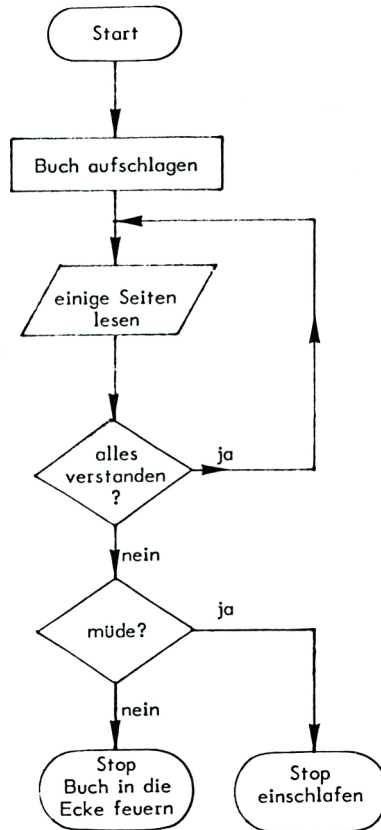 Start
Buch aufschlagen
einige Seiten
lesen
alles
verstanden
?
ja
nein
müde?
ja
nein
Stop
Buch in die
Ecke feuern
Stop
einschlafen